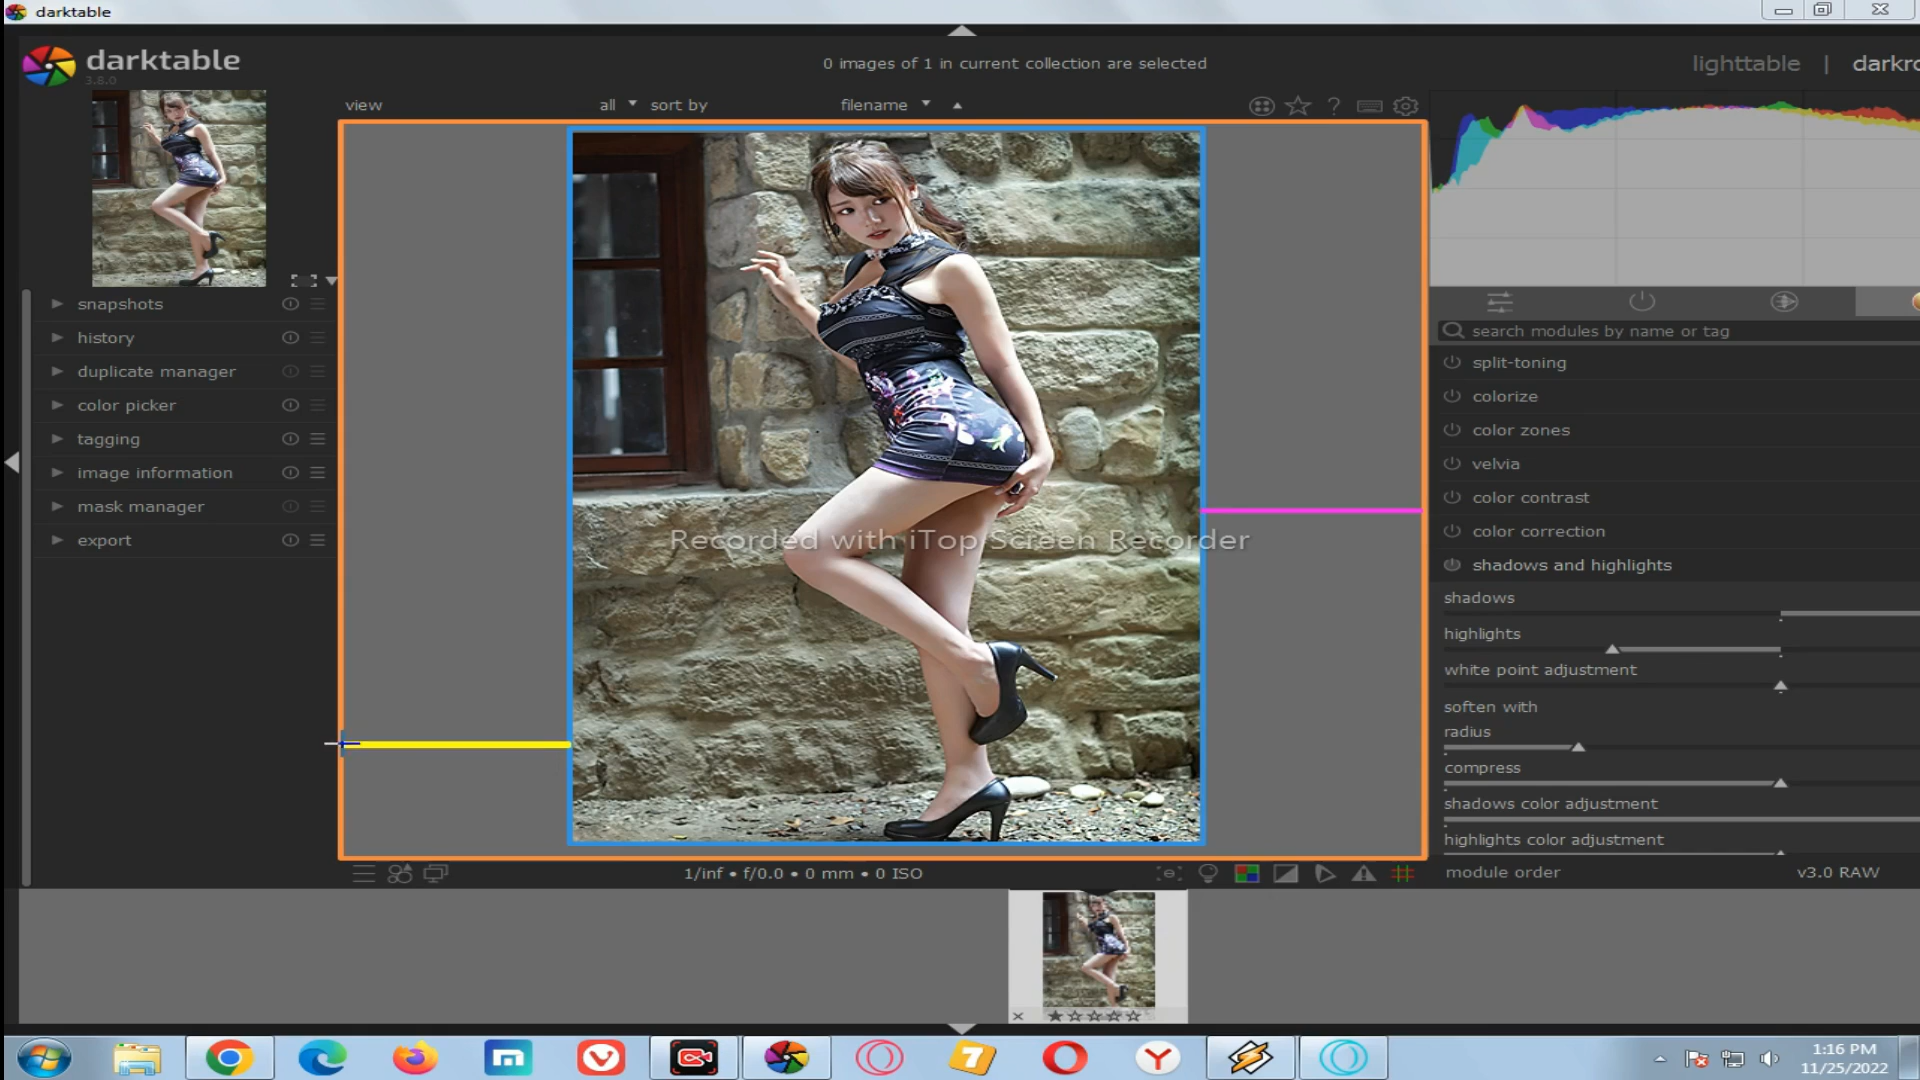 darktable
darktable
3.8.0
0 images of 1 in current collection are selected
lighttable | darkro
view
all
sort by
filename
?
snapshots
history
duplicate manager
color picker
tagging
image information
mask manager
export
search modules by name or tag
split-toning
colorize
color zones
velvia
color contrast
color correction
shadows and highlights
shadows
highlights
white point adjustment
soften with
radius
compress
shadows color adjustment
highlights color adjustment
module order
v3.0 RAW
Recorded with iTop Screen Recorder
1/inf • f/0.0 • 0 mm • 0 ISO
1:16 PM
11/25/2022